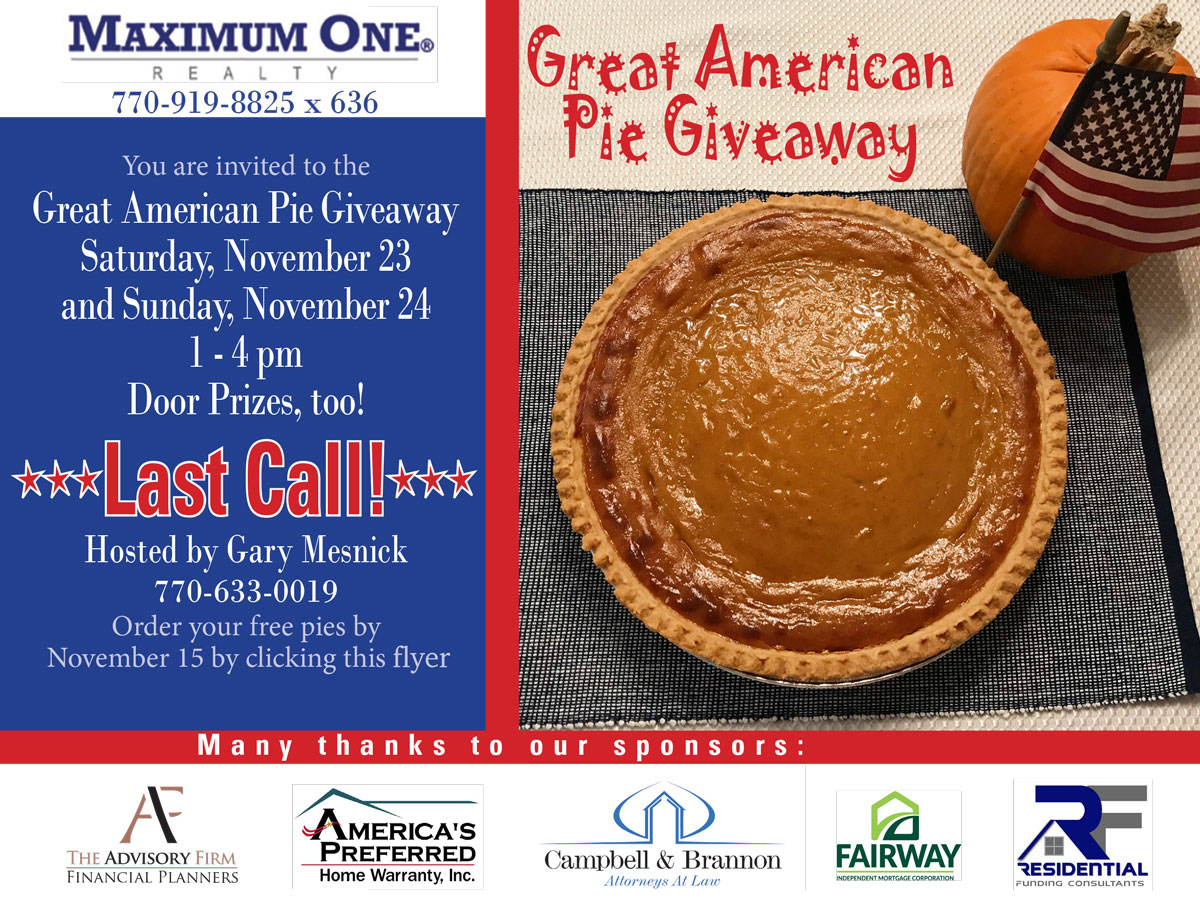 MAXIMUM ONE®
REALTY
770-919-8825 x 636
You are invited to the
Great American Pie Giveaway
Saturday, November 23
and Sunday, November 24
1 - 4 pm
Door Prizes, too!
Last Call!
Hosted by Gary Mesnick
770-633-0019
Order your free pies by
November 15 by clicking this flyer
Great American
Pie Giveaway
Many thanks to our sponsors:
AF
THE ADVISORY FIRM
FINANCIAL PLANNERS
AMERICA'S
PREFERRED
Home Warranty, Inc.
Campbell & Brannon
Attorneys At Law
FAIRWAY
INDEPENDENT MORTGAGE CORPORATION
RF
RESIDENTIAL
FUNDING CONSULTANTS